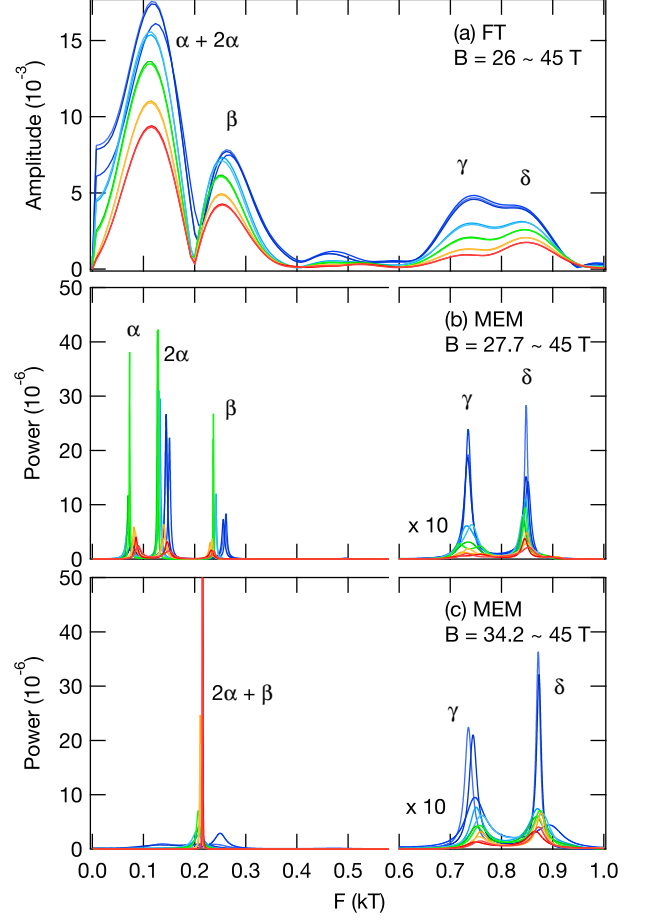 (a) FT
B = 26 ~ 45 T
α + 2α
β
γ
δ
Amplitude (10⁻³)
15
10
5
0
(b) MEM
B = 27.7 ~ 45 T
α
2α
β
γ
δ
x 10
Power (10⁻⁶)
50
40
30
20
10
0
(c) MEM
B = 34.2 ~ 45 T
2α + β
γ
δ
x 10
Power (10⁻⁶)
50
40
30
20
10
0
0.0 0.1 0.2 0.3 0.4 0.5 0.6 0.7 0.8 0.9 1.0
F (kT)